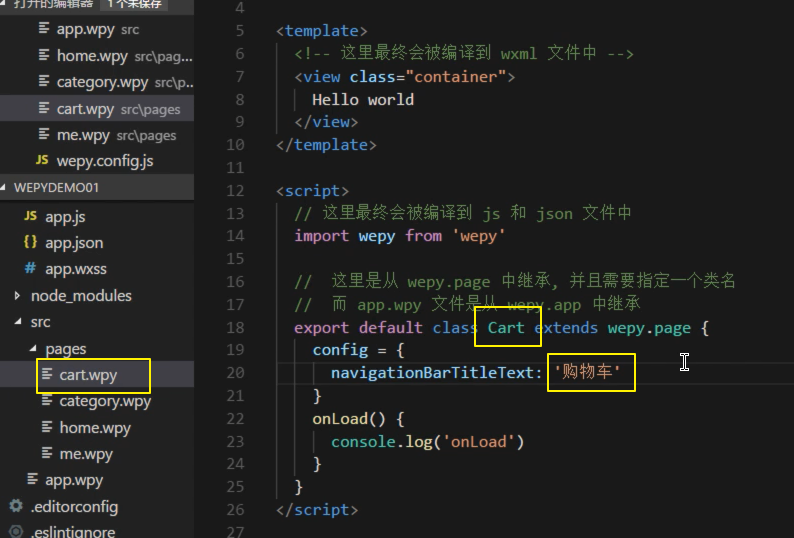 打开的编辑器 1 个未保存
app.wpy src
home.wpy src\pag...
category.wpy src\p...
cart.wpy src\pages
me.wpy src\pages
JS wepy.config.js
WEPYDEMO01
JS app.js
{} app.json
# app.wxss
node_modules
src
pages
cart.wpy
category.wpy
home.wpy
me.wpy
app.wpy
.editorconfig
.eslintignore
4
5 <template>
6 <!-- 这里最终会被编译到 wxml 文件中 -->
7 <view class="container">
8 Hello world
9 </view>
10 </template>
11
12 <script>
13 // 这里最终会被编译到 js 和 json 文件中
14 import wepy from 'wepy'
15
16 // 这里是从 wepy.page 中继承, 并且需要指定一个类名
17 // 而 app.wpy 文件是从 wepy.app 中继承
18 export default class Cart extends wepy.page {
19 config = {
20 navigationBarTitleText: '购物车'
21 }
22 onLoad() {
23 console.log('onLoad')
24 }
25 }
26 </script>
27